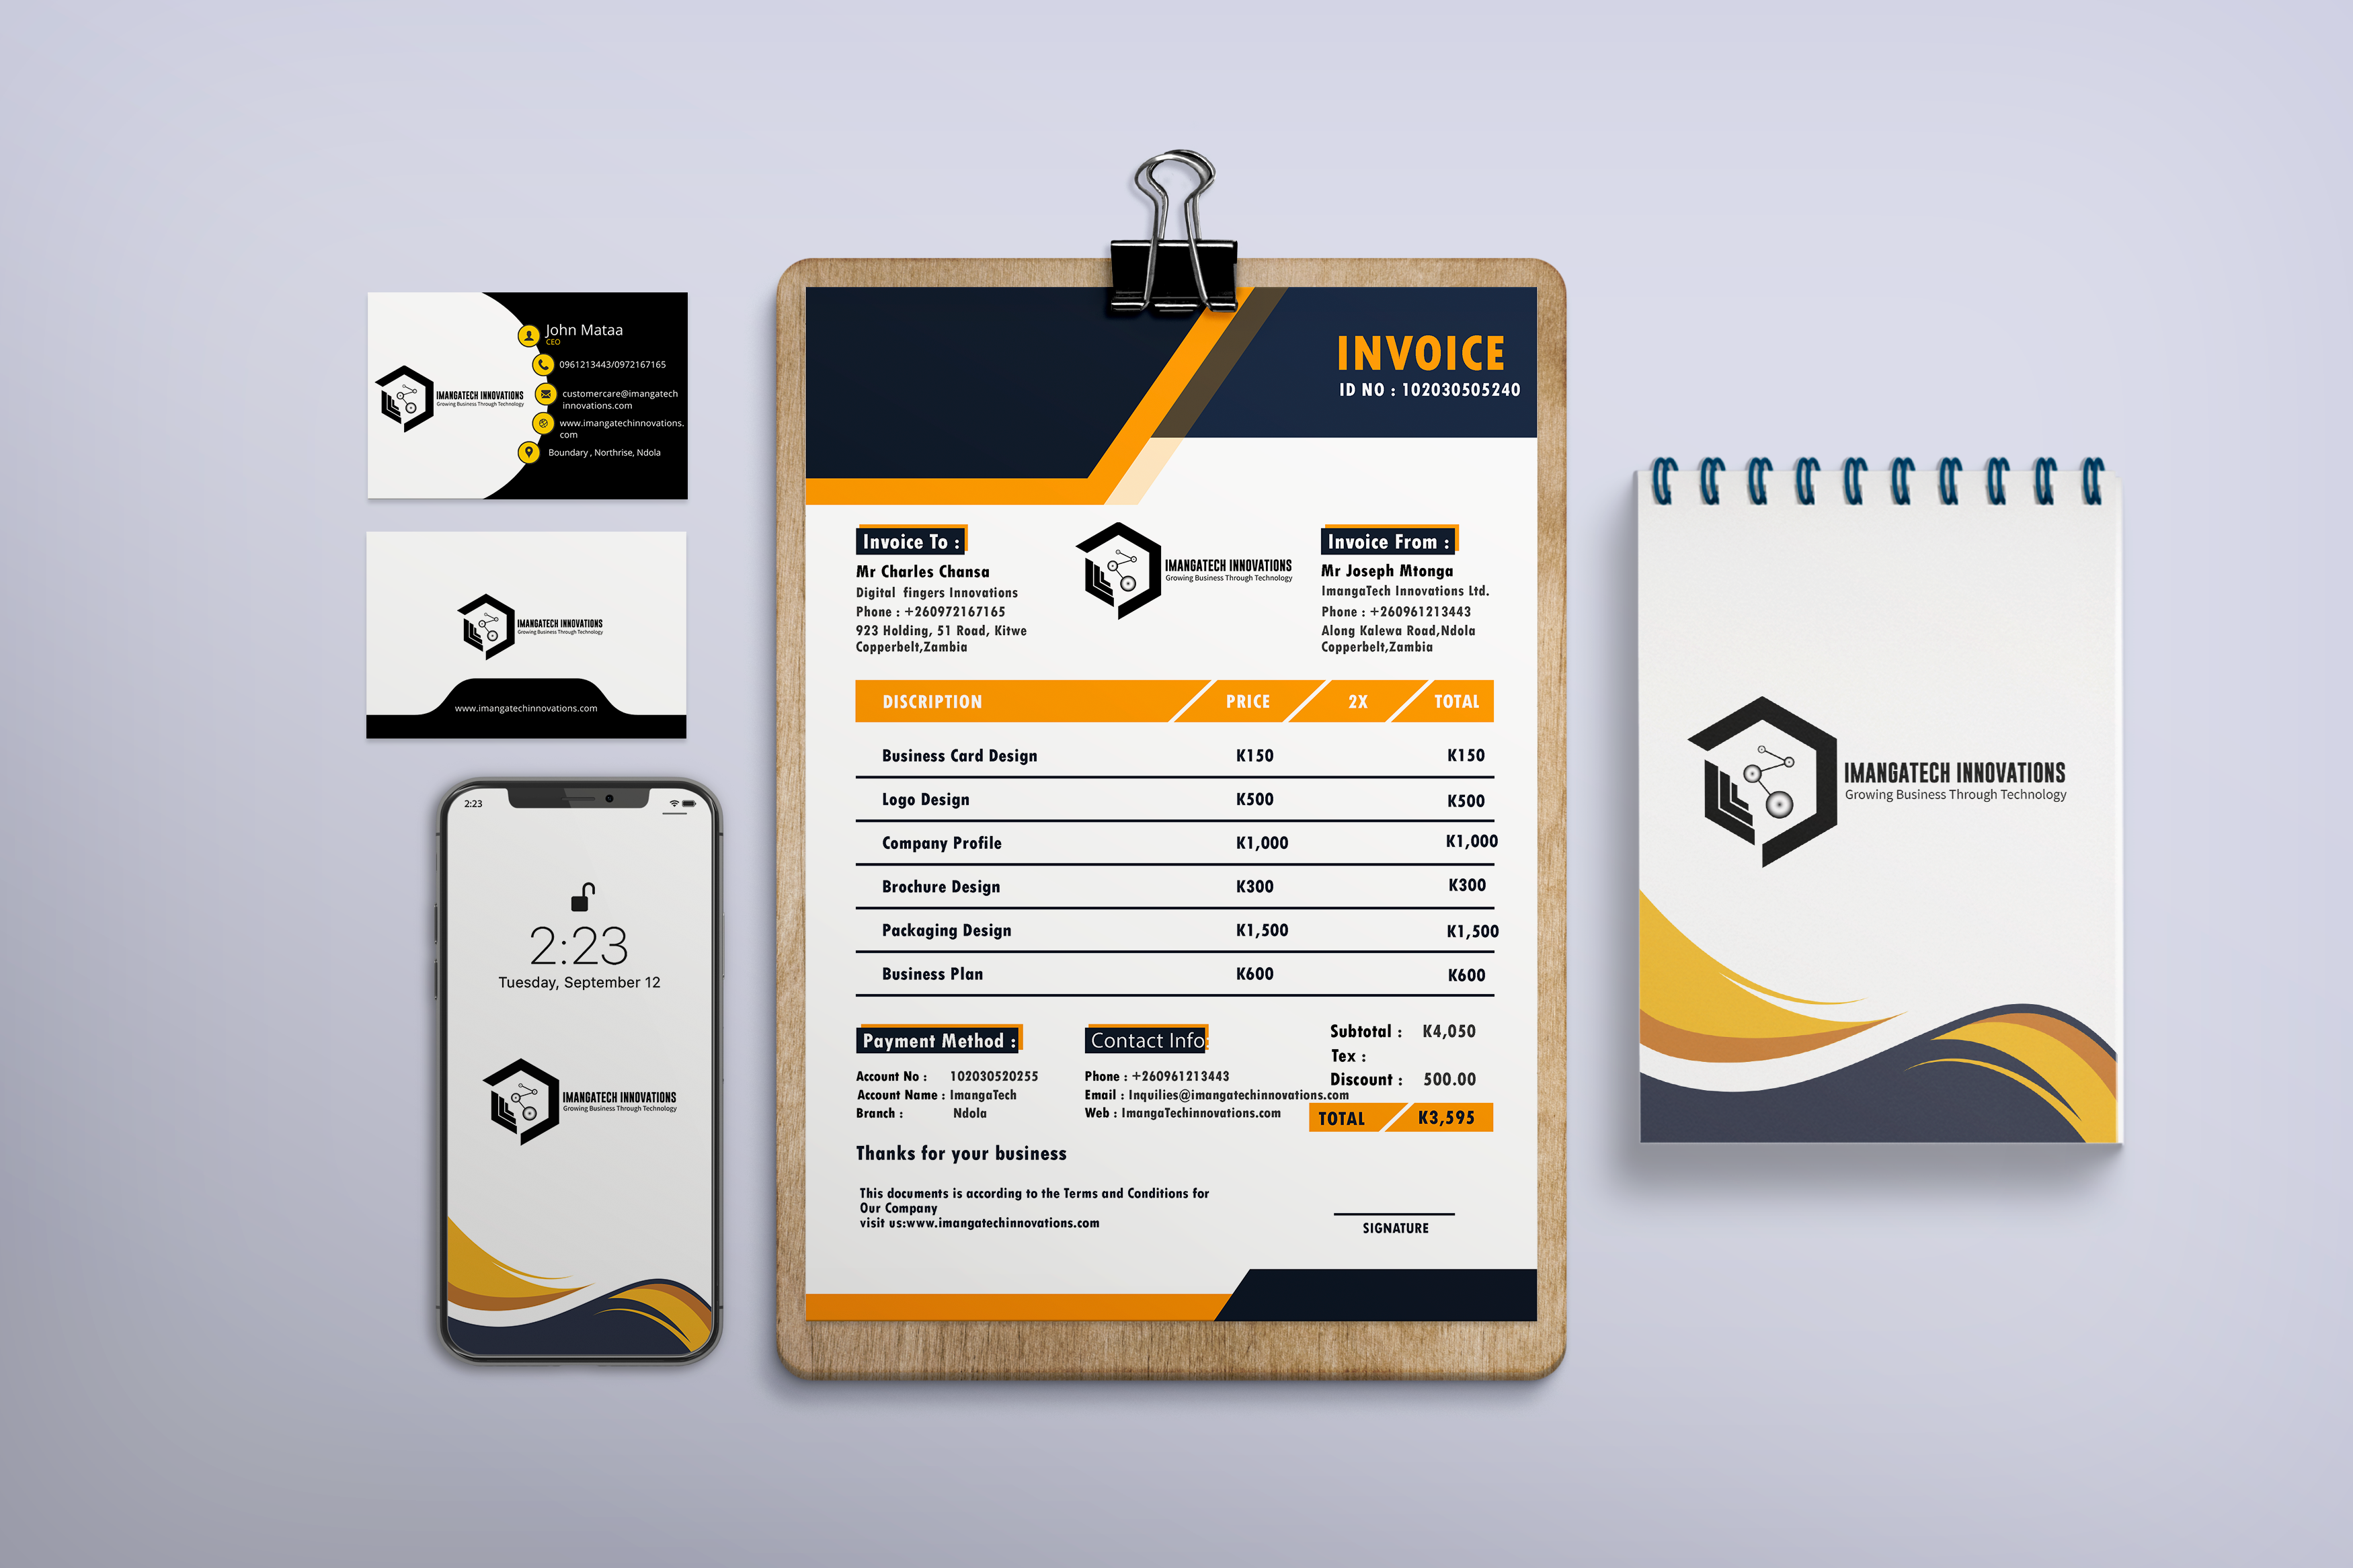 John Mataa
CEO
0961213443/0972167165
customercare@imangatech
innovations.com
www.imangatechinnovations.
com
Boundary , Northrise, Ndola
IMANGATECH INNOVATIONS
Growing Business Through Technology
IMANGATECH INNOVATIONS
Growing Business Through Technology
www.imangatechinnovations.com
2:23
2:23
Tuesday, September 12
IMANGATECH INNOVATIONS
Growing Business Through Technology
INVOICE
ID NO : 102030505240
Invoice To :
Mr Charles Chansa
Digital fingers Innovations
Phone : +260972167165
923 Holding, 51 Road, Kitwe
Copperbelt,Zambia
IMANGATECH INNOVATIONS
Growing Business Through Technology
Invoice From :
Mr Joseph Mtonga
ImangaTech Innovations Ltd.
Phone : +260961213443
Along Kalewa Road,Ndola
Copperbelt,Zambia
DISCRIPTION PRICE 2X TOTAL
Business Card Design K150 K150
Logo Design K500 K500
Company Profile K1,000 K1,000
Brochure Design K300 K300
Packaging Design K1,500 K1,500
Business Plan K600 K600
Payment Method :
Account No : 102030520255
Account Name : ImangaTech
Branch : Ndola
Contact Info:
Phone : +260961213443
Email : Inquilies@imangatechinnovations.com
Web : ImangaTechinnovations.com
Subtotal : K4,050
Tex :
Discount : 500.00
TOTAL K3,595
Thanks for your business
This documents is according to the Terms and Conditions for
Our Company
visit us:www.imangatechinnovations.com
SIGNATURE
IMANGATECH INNOVATIONS
Growing Business Through Technology